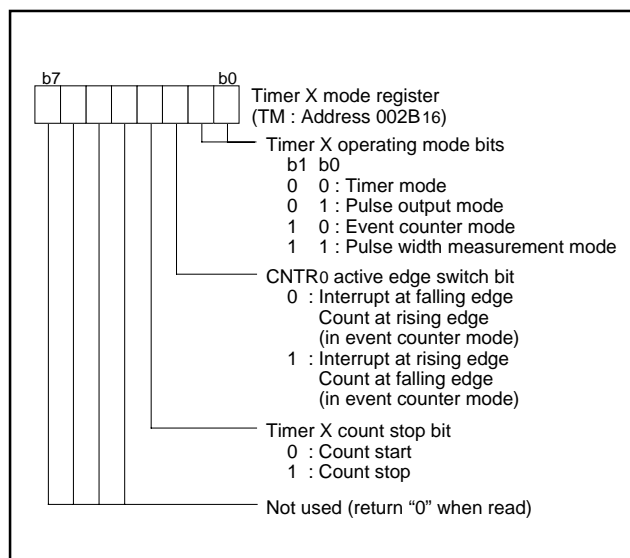 b7 b0
Timer X mode register
(TM : Address 002B16)
Timer X operating mode bits
b1 b0
0 0 : Timer mode
0 1 : Pulse output mode
1 0 : Event counter mode
1 1 : Pulse width measurement mode
CNTR0 active edge switch bit
0 : Interrupt at falling edge
Count at rising edge
(in event counter mode)
1 : Interrupt at rising edge
Count at falling edge
(in event counter mode)
Timer X count stop bit
0 : Count start
1 : Count stop
Not used (return “0” when read)